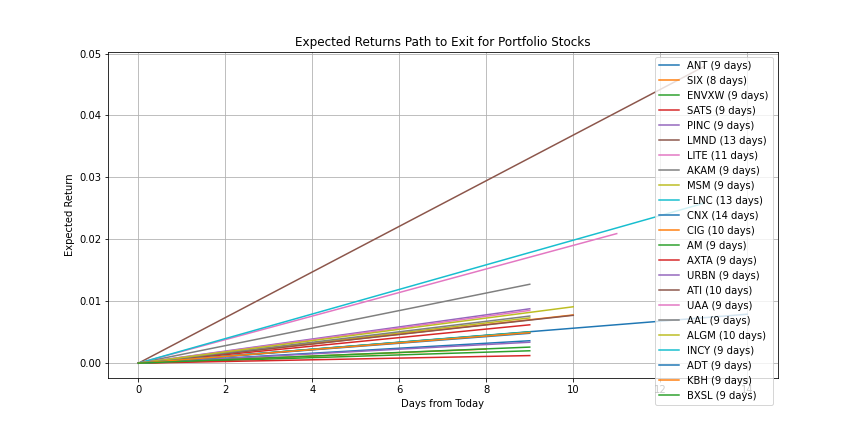 Expected Returns Path to Exit for Portfolio Stocks
0.05
0.04
0.03
0.02
0.01
0.00
Expected Return
0
2
4
6
8
10
12
14
Days from Today
ANT (9 days)
SIX (8 days)
ENVXW (9 days)
SATS (9 days)
PINC (9 days)
LMND (13 days)
LITE (11 days)
AKAM (9 days)
MSM (9 days)
FLNC (13 days)
CNX (14 days)
CIG (10 days)
AM (9 days)
AXTA (9 days)
URBN (9 days)
ATI (10 days)
UAA (9 days)
AAL (9 days)
ALGM (10 days)
INCY (9 days)
ADT (9 days)
KBH (9 days)
BXSL (9 days)